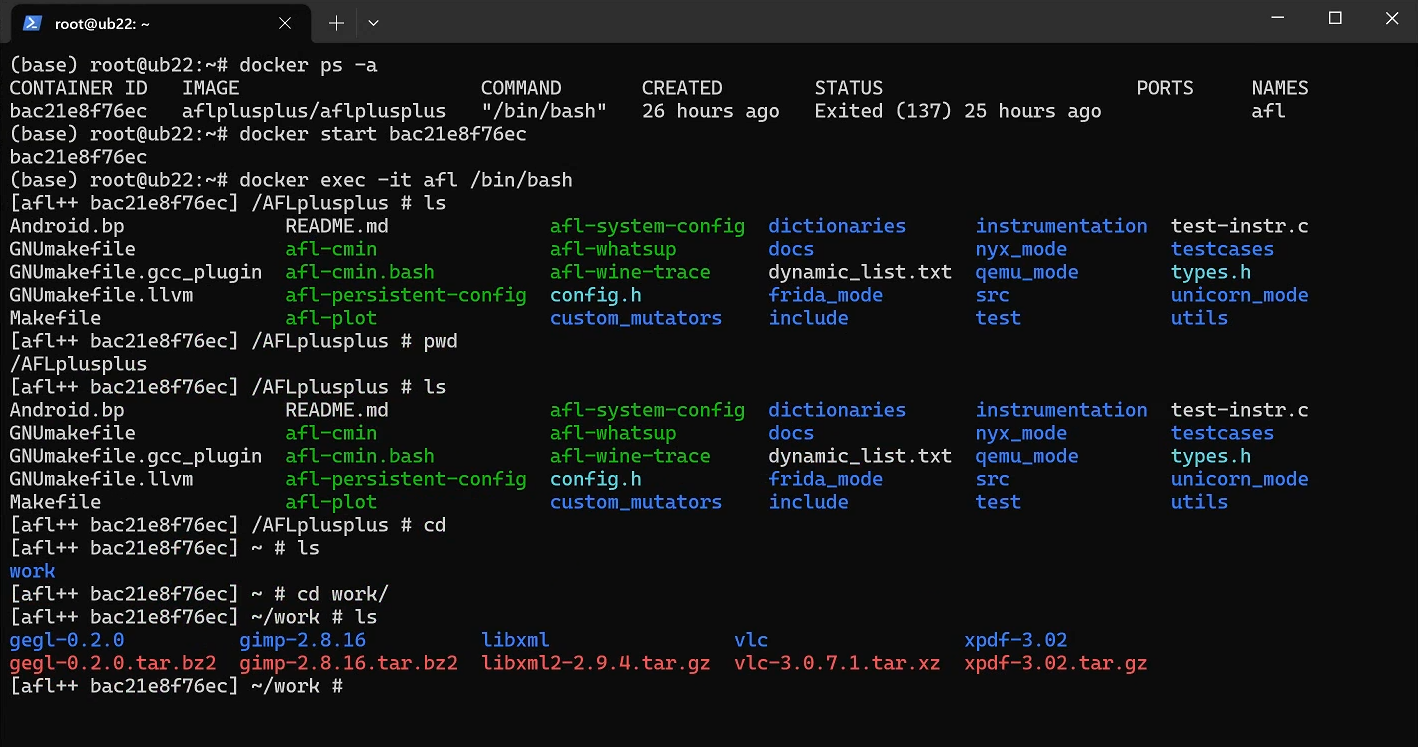 root@ub22: ~
(base) root@ub22:~# docker ps -a
CONTAINER ID   IMAGE                     COMMAND       CREATED        STATUS                      PORTS     NAMES
bac21e8f76ec   aflplusplus/aflplusplus   "/bin/bash"   26 hours ago   Exited (137) 25 hours ago             afl
(base) root@ub22:~# docker start bac21e8f76ec
bac21e8f76ec
(base) root@ub22:~# docker exec -it afl /bin/bash
[afl++ bac21e8f76ec] /AFLplusplus # ls
Android.bp              README.md              afl-system-config  dictionaries      instrumentation  test-instr.c
GNUmakefile             afl-cmin               afl-whatsup        docs              nyx_mode         testcases
GNUmakefile.gcc_plugin  afl-cmin.bash          afl-wine-trace     dynamic_list.txt  qemu_mode        types.h
GNUmakefile.llvm        afl-persistent-config  config.h           frida_mode        src              unicorn_mode
Makefile                afl-plot               custom_mutators    include           test             utils
[afl++ bac21e8f76ec] /AFLplusplus # pwd
/AFLplusplus
[afl++ bac21e8f76ec] /AFLplusplus # ls
Android.bp              README.md              afl-system-config  dictionaries      instrumentation  test-instr.c
GNUmakefile             afl-cmin               afl-whatsup        docs              nyx_mode         testcases
GNUmakefile.gcc_plugin  afl-cmin.bash          afl-wine-trace     dynamic_list.txt  qemu_mode        types.h
GNUmakefile.llvm        afl-persistent-config  config.h           frida_mode        src              unicorn_mode
Makefile                afl-plot               custom_mutators    include           test             utils
[afl++ bac21e8f76ec] /AFLplusplus # cd
[afl++ bac21e8f76ec] ~ # ls
work
[afl++ bac21e8f76ec] ~ # cd work/
[afl++ bac21e8f76ec] ~/work # ls
gegl-0.2.0          gimp-2.8.16          libxml                vlc                 xpdf-3.02
gegl-0.2.0.tar.bz2  gimp-2.8.16.tar.bz2  libxml2-2.9.4.tar.gz  vlc-3.0.7.1.tar.xz  xpdf-3.02.tar.gz
[afl++ bac21e8f76ec] ~/work #